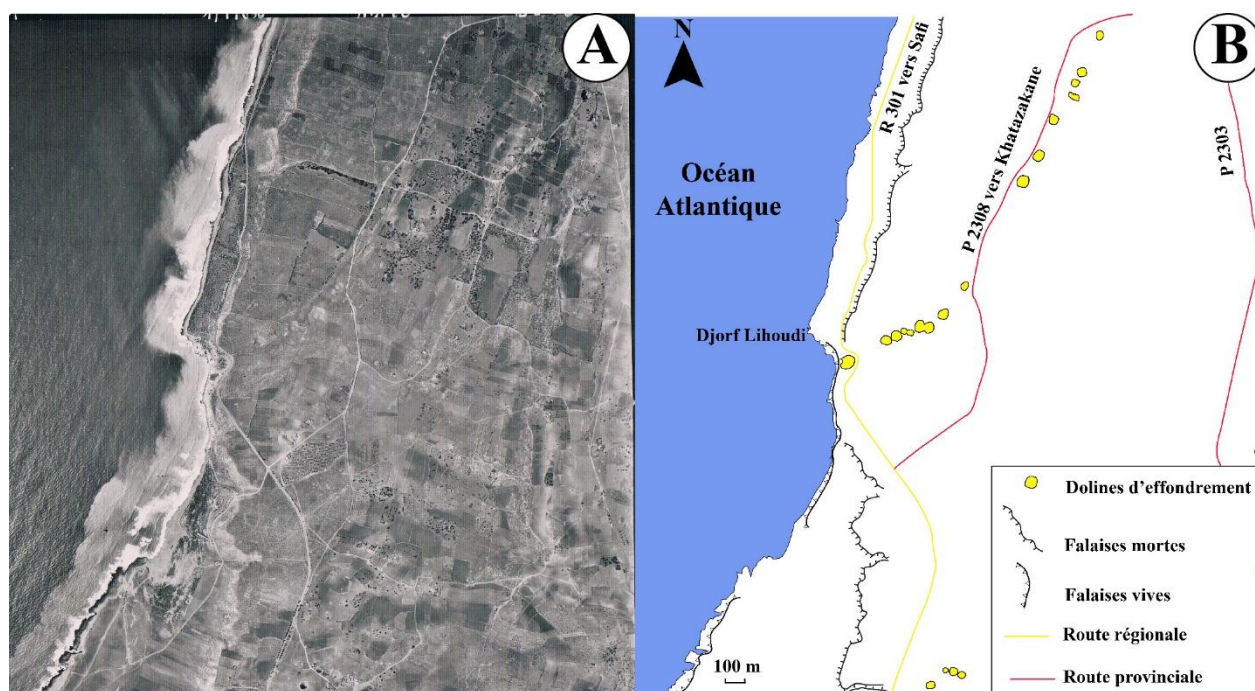 A
N
B
R 301 vers Safi
P 2308 vers Khatazakane
P 2303
Océan
Atlantique
Djorf Lihoudi
Dolines d'effondrement
Falaises mortes
Falaises vives
Route régionale
Route provinciale
100 m